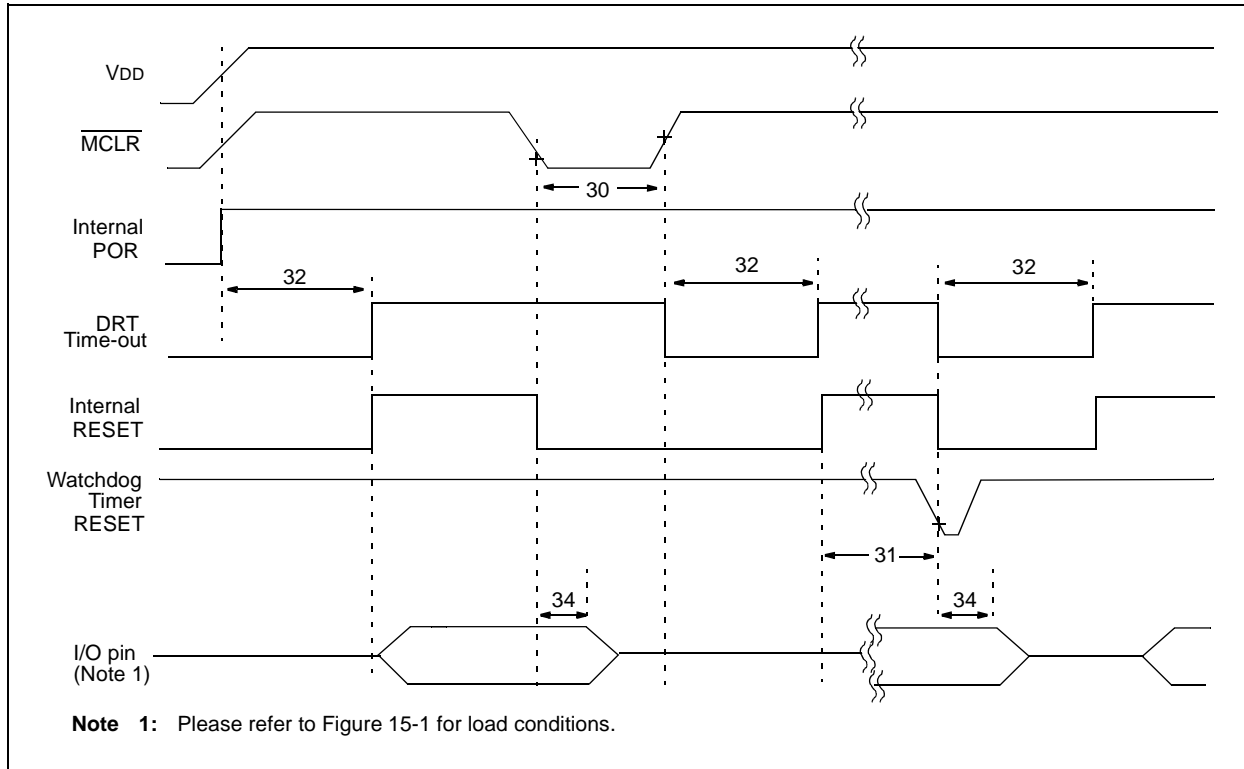 VDD
MCLR
30
Internal
POR
32
32
32
DRT
Time-out
Internal
RESET
Watchdog
Timer
RESET
31
34
34
I/O pin
(Note 1)
Note 1: Please refer to Figure 15-1 for load conditions.